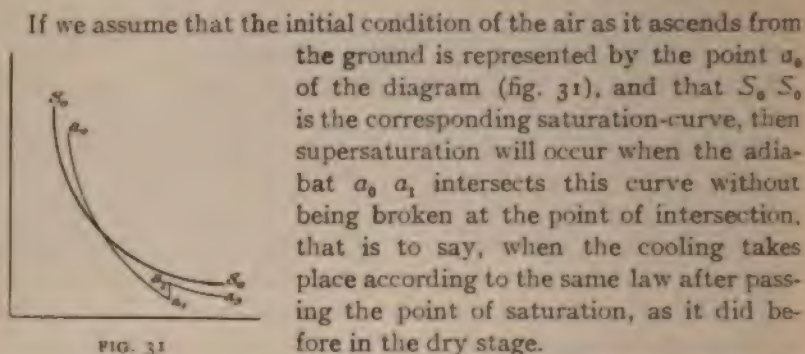 If we assume that the initial condition of the air as it ascends from
the ground is represented by the point a₀
of the diagram (fig. 31), and that S₀ S₀
is the corresponding saturation-curve, then
supersaturation will occur when the adia-
bat a₀ a₁ intersects this curve without
being broken at the point of intersection,
that is to say, when the cooling takes
place according to the same law after pass-
ing the point of saturation, as it did be-
fore in the dry stage.
S₀
a₀
S₀
a₁
FIG. 31